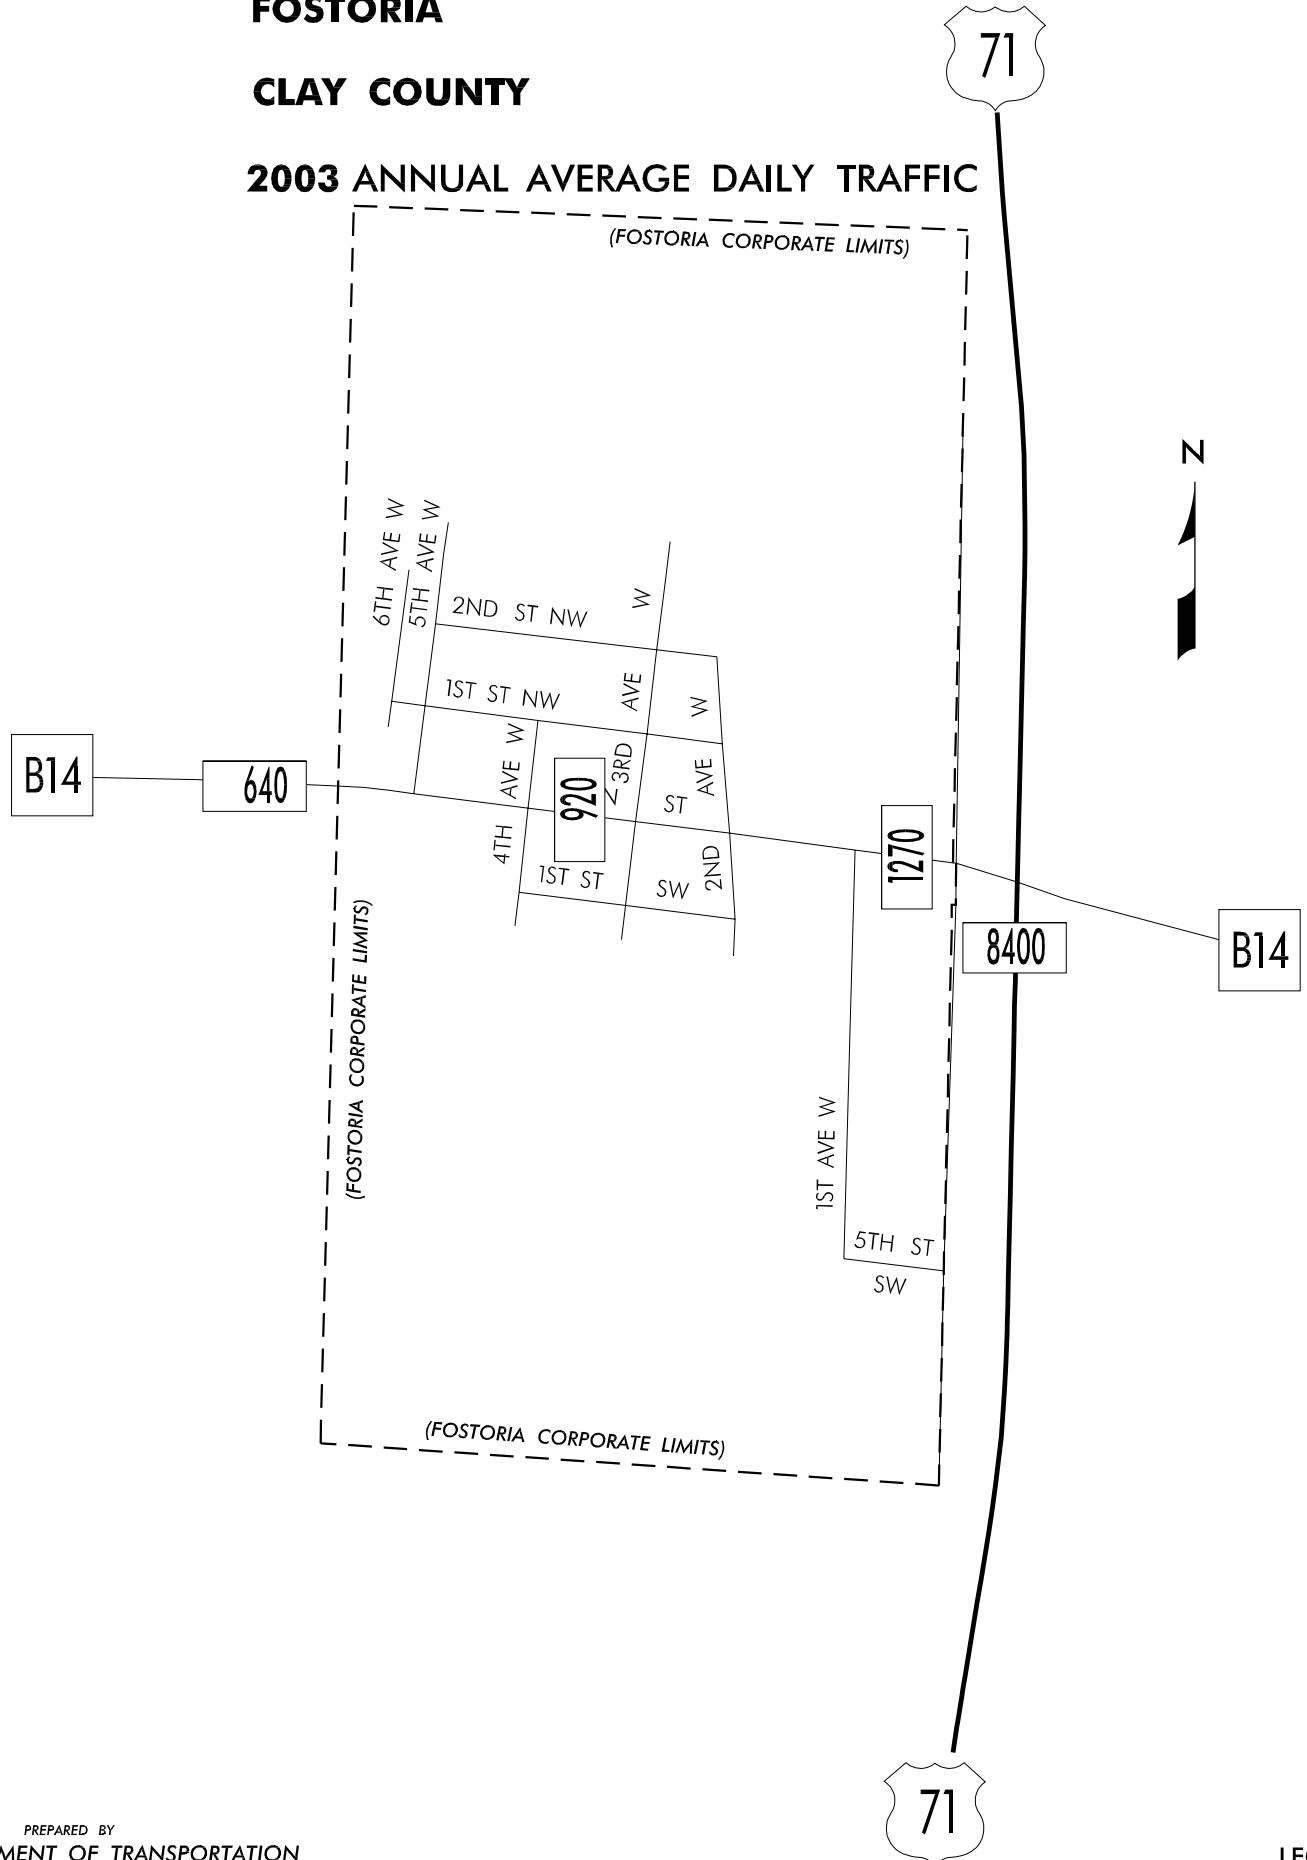 FOSTORIA
71
CLAY COUNTY
2003 ANNUAL AVERAGE DAILY TRAFFIC
(FOSTORIA CORPORATE LIMITS)
N
6TH AVE W
5TH AVE W
2ND ST NW
3RD AVE W
1ST ST NW
2ND AVE W
4TH AVE W
B14
640
920
ST
1270
1ST ST SW
8400
B14
(FOSTORIA CORPORATE LIMITS)
1ST AVE W
5TH ST
SW
(FOSTORIA CORPORATE LIMITS)
71
PREPARED BY
MENT OF TRANSPORTATION